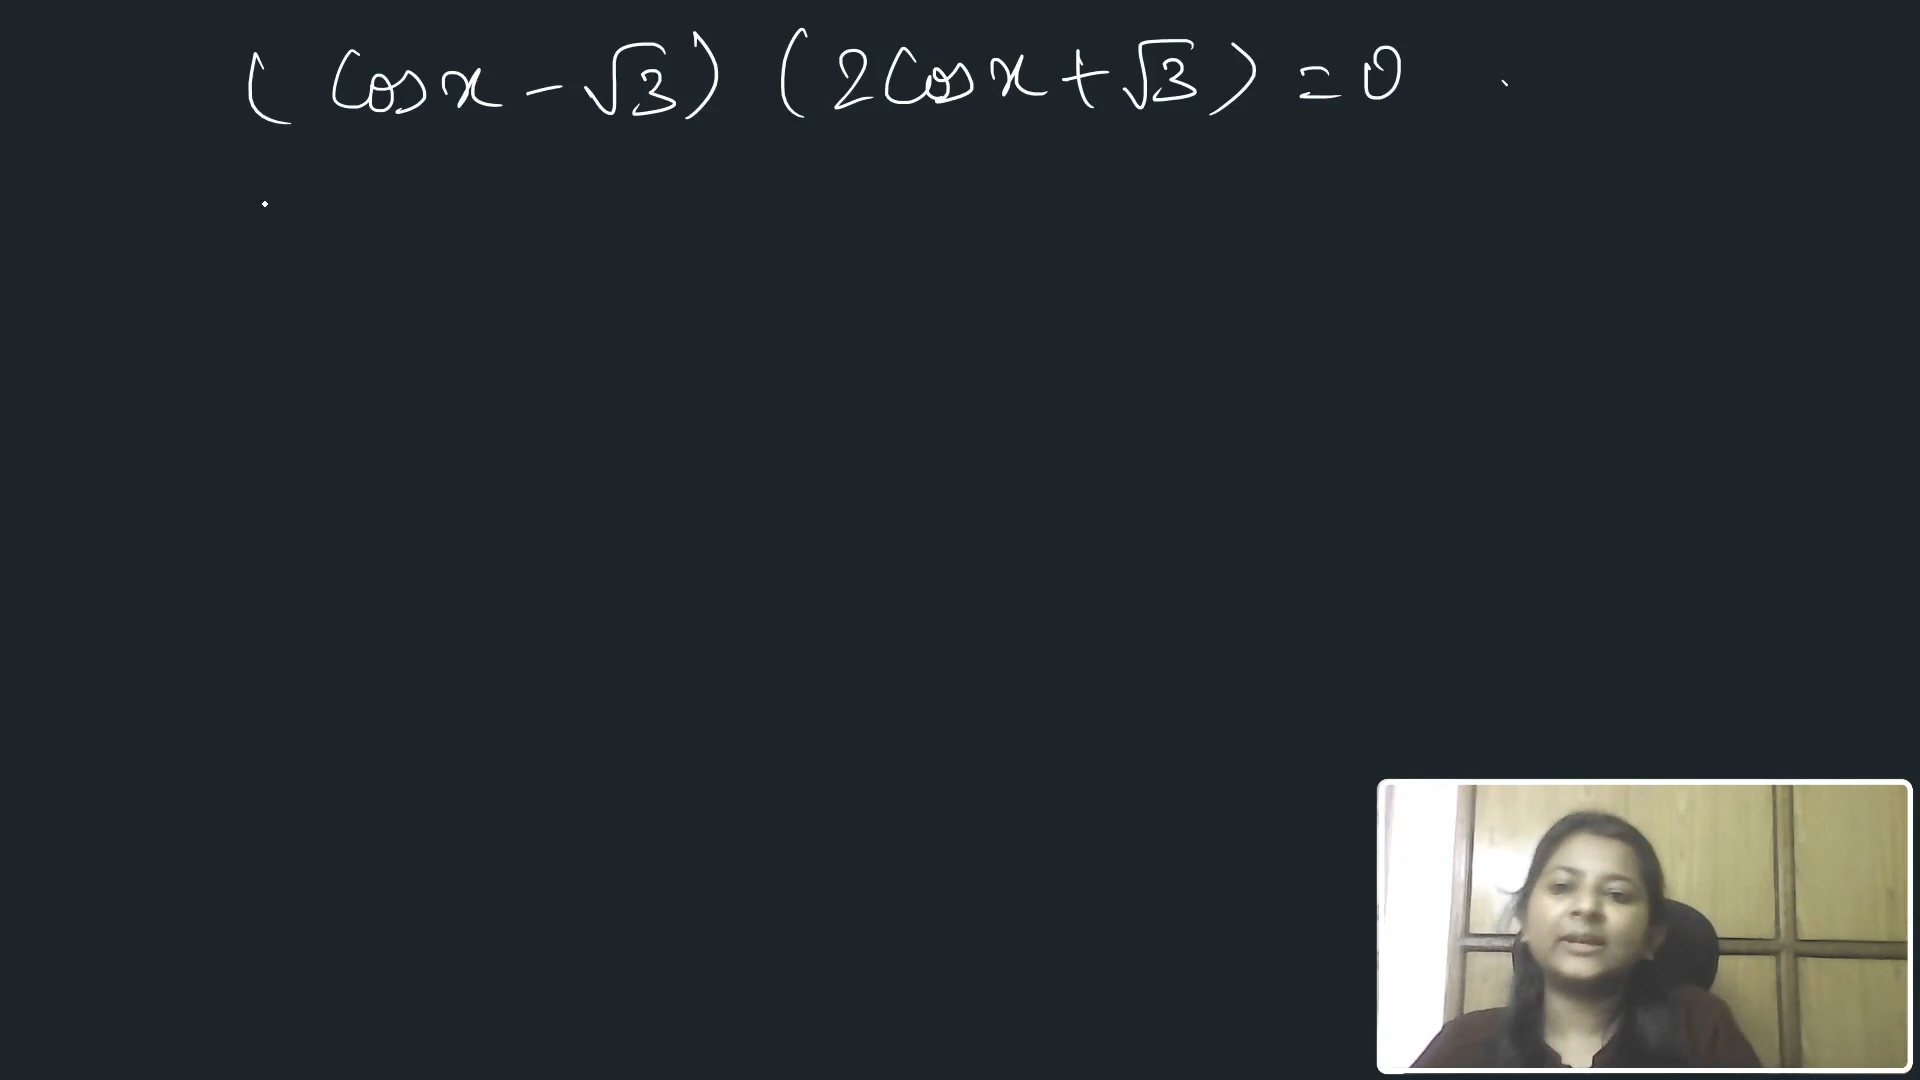 ( Cosx - √3 ) ( 2Cosx + √3 ) = 0